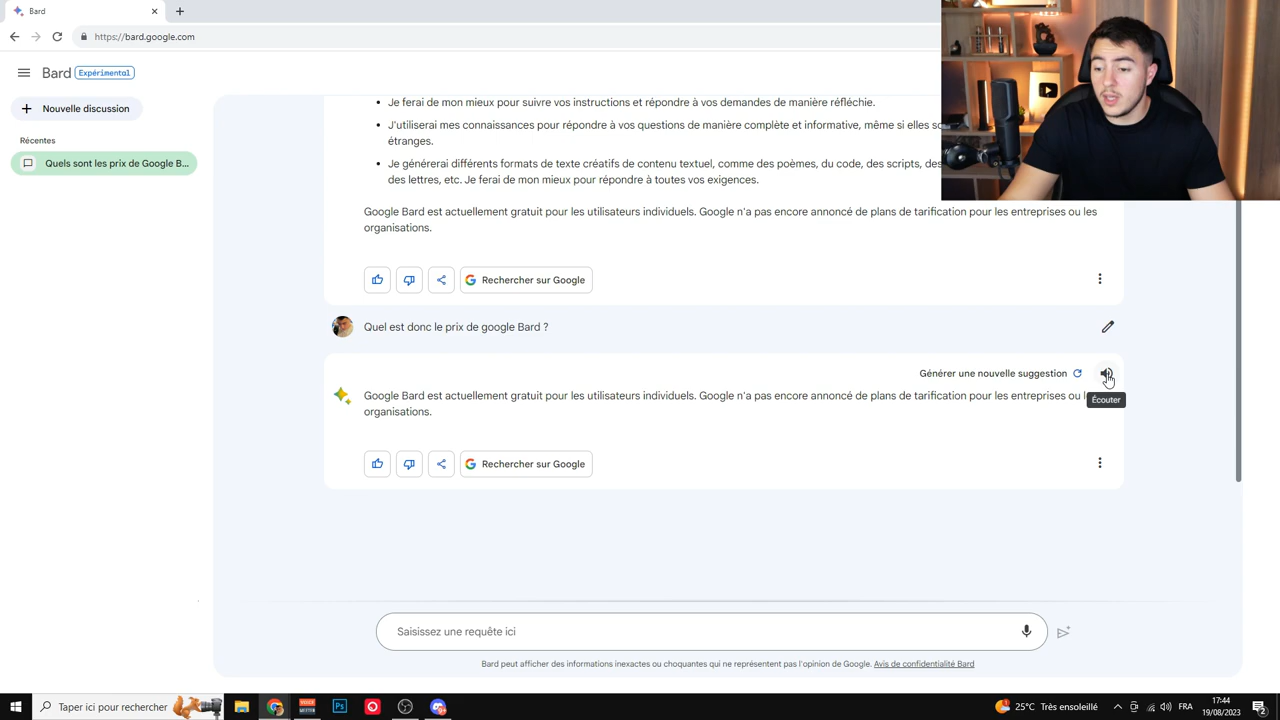 Bard
https://bard.google.com
Bard Expérimental
Nouvelle discussion
Récentes
Quels sont les prix de Google B...
• Je ferai de mon mieux pour suivre vos instructions et répondre à vos demandes de manière réfléchie.
• J'utiliserai mes connaissances pour répondre à vos questions de manière complète et informative, même si elles
étranges.
• Je générerai différents formats de texte créatifs de contenu textuel, comme des poèmes, du code, des scripts,
des lettres, etc. Je ferai de mon mieux pour répondre à toutes vos exigences.
Google Bard est actuellement gratuit pour les utilisateurs individuels. Google n'a pas encore annoncé de plans de tarification pour les entreprises ou les
organisations.
Rechercher sur Google
Quel est donc le prix de google Bard ?
Générer une nouvelle suggestion
Écouter
Google Bard est actuellement gratuit pour les utilisateurs individuels. Google n'a pas encore annoncé de plans de tarification pour les entreprises ou
organisations.
Rechercher sur Google
Saisissez une requête ici
Bard peut afficher des informations inexactes ou choquantes qui ne représentent pas l'opinion de Google. Avis de confidentialité Bard
Taper ici pour rechercher
Ps
25°C Très ensoleillé
FRA
17:44
19/08/2023
2